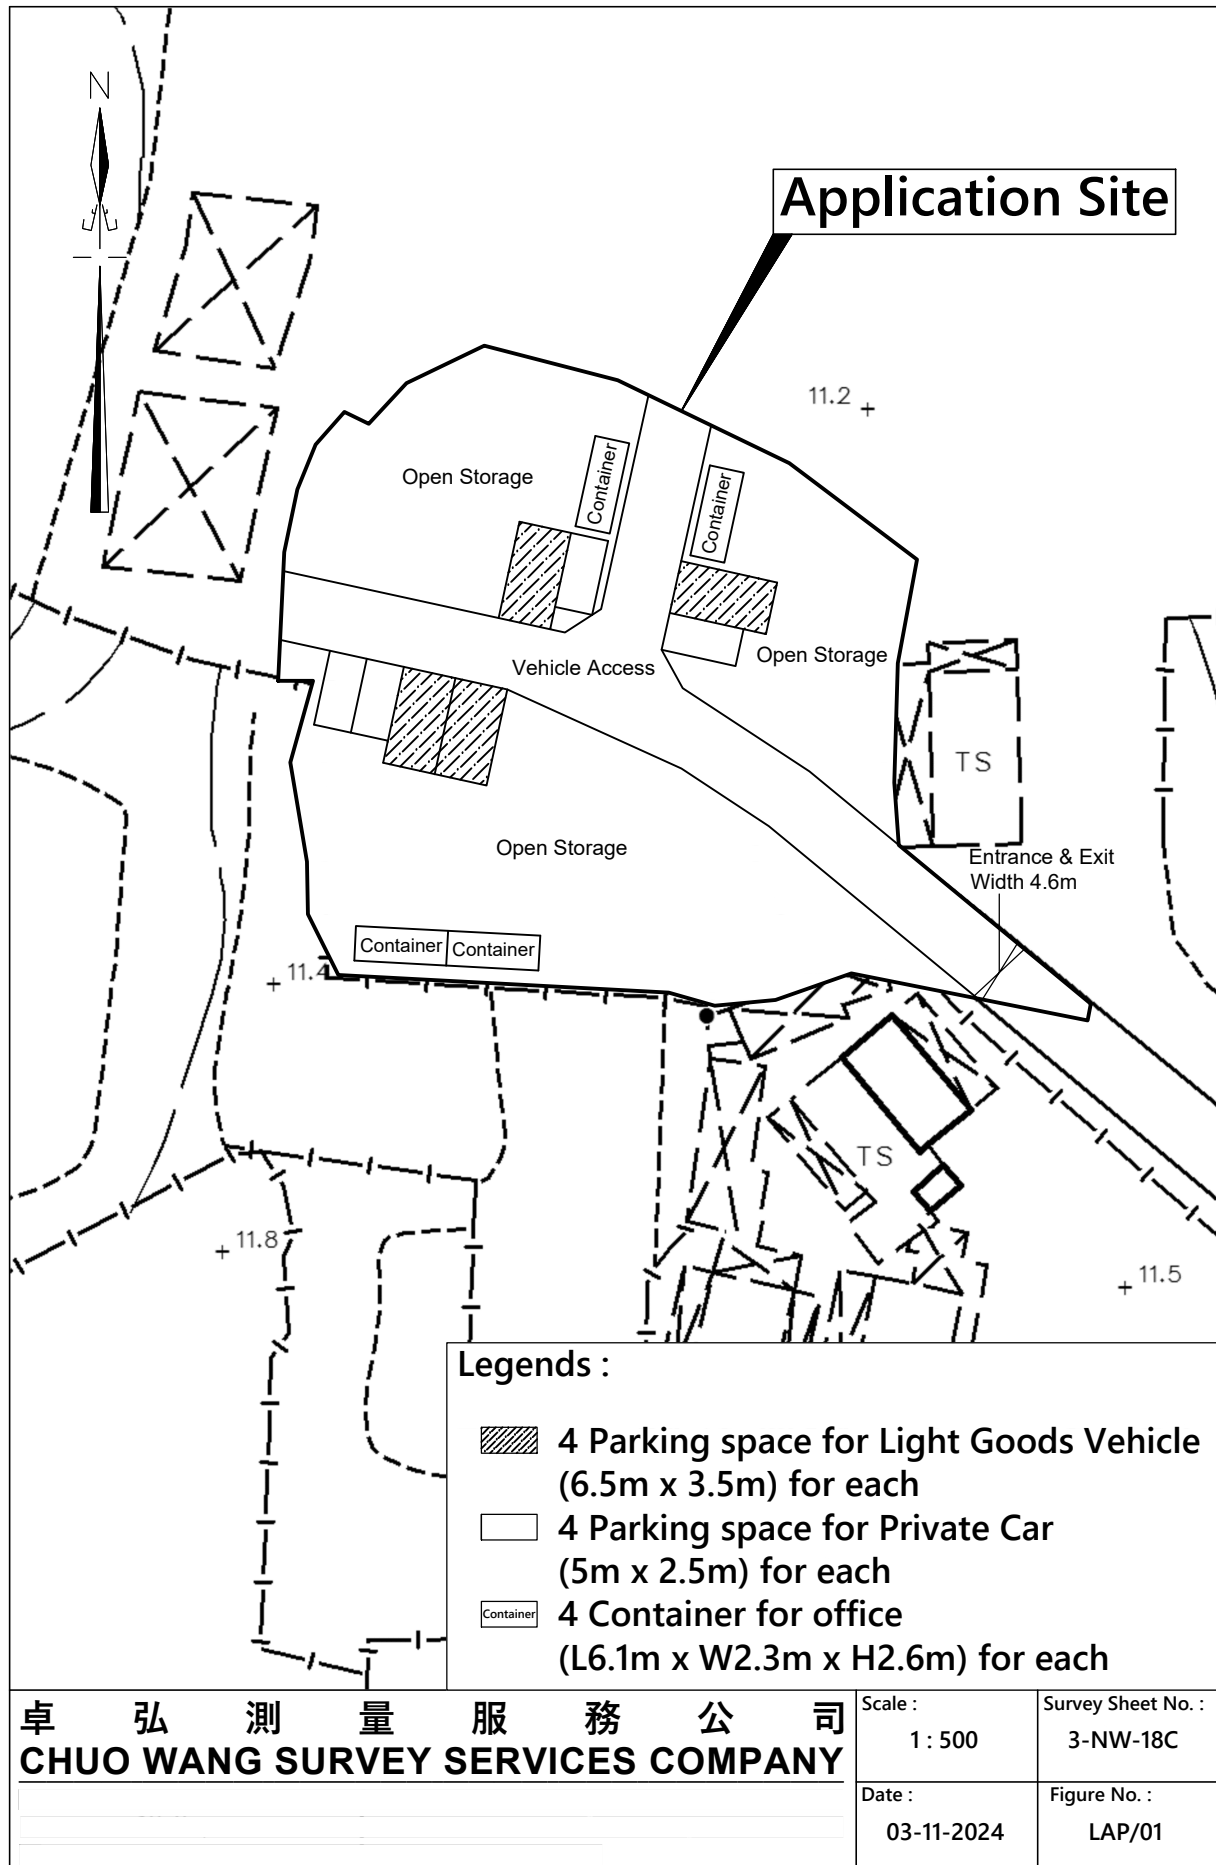 N
Application Site
11.2
Open Storage
Container
Container
Vehicle Access
Open Storage
TS
Open Storage
Entrance & Exit
Width 4.6m
Container
Container
11.4
TS
11.8
11.5
Legends :
4 Parking space for Light Goods Vehicle
(6.5m x 3.5m) for each
4 Parking space for Private Car
(5m x 2.5m) for each
Container
4 Container for office
(L6.1m x W2.3m x H2.6m) for each
卓弘測量服務公司
CHUO WANG SURVEY SERVICES COMPANY
Scale :
1 : 500
Survey Sheet No. :
3-NW-18C
Date :
03-11-2024
Figure No. :
LAP/01